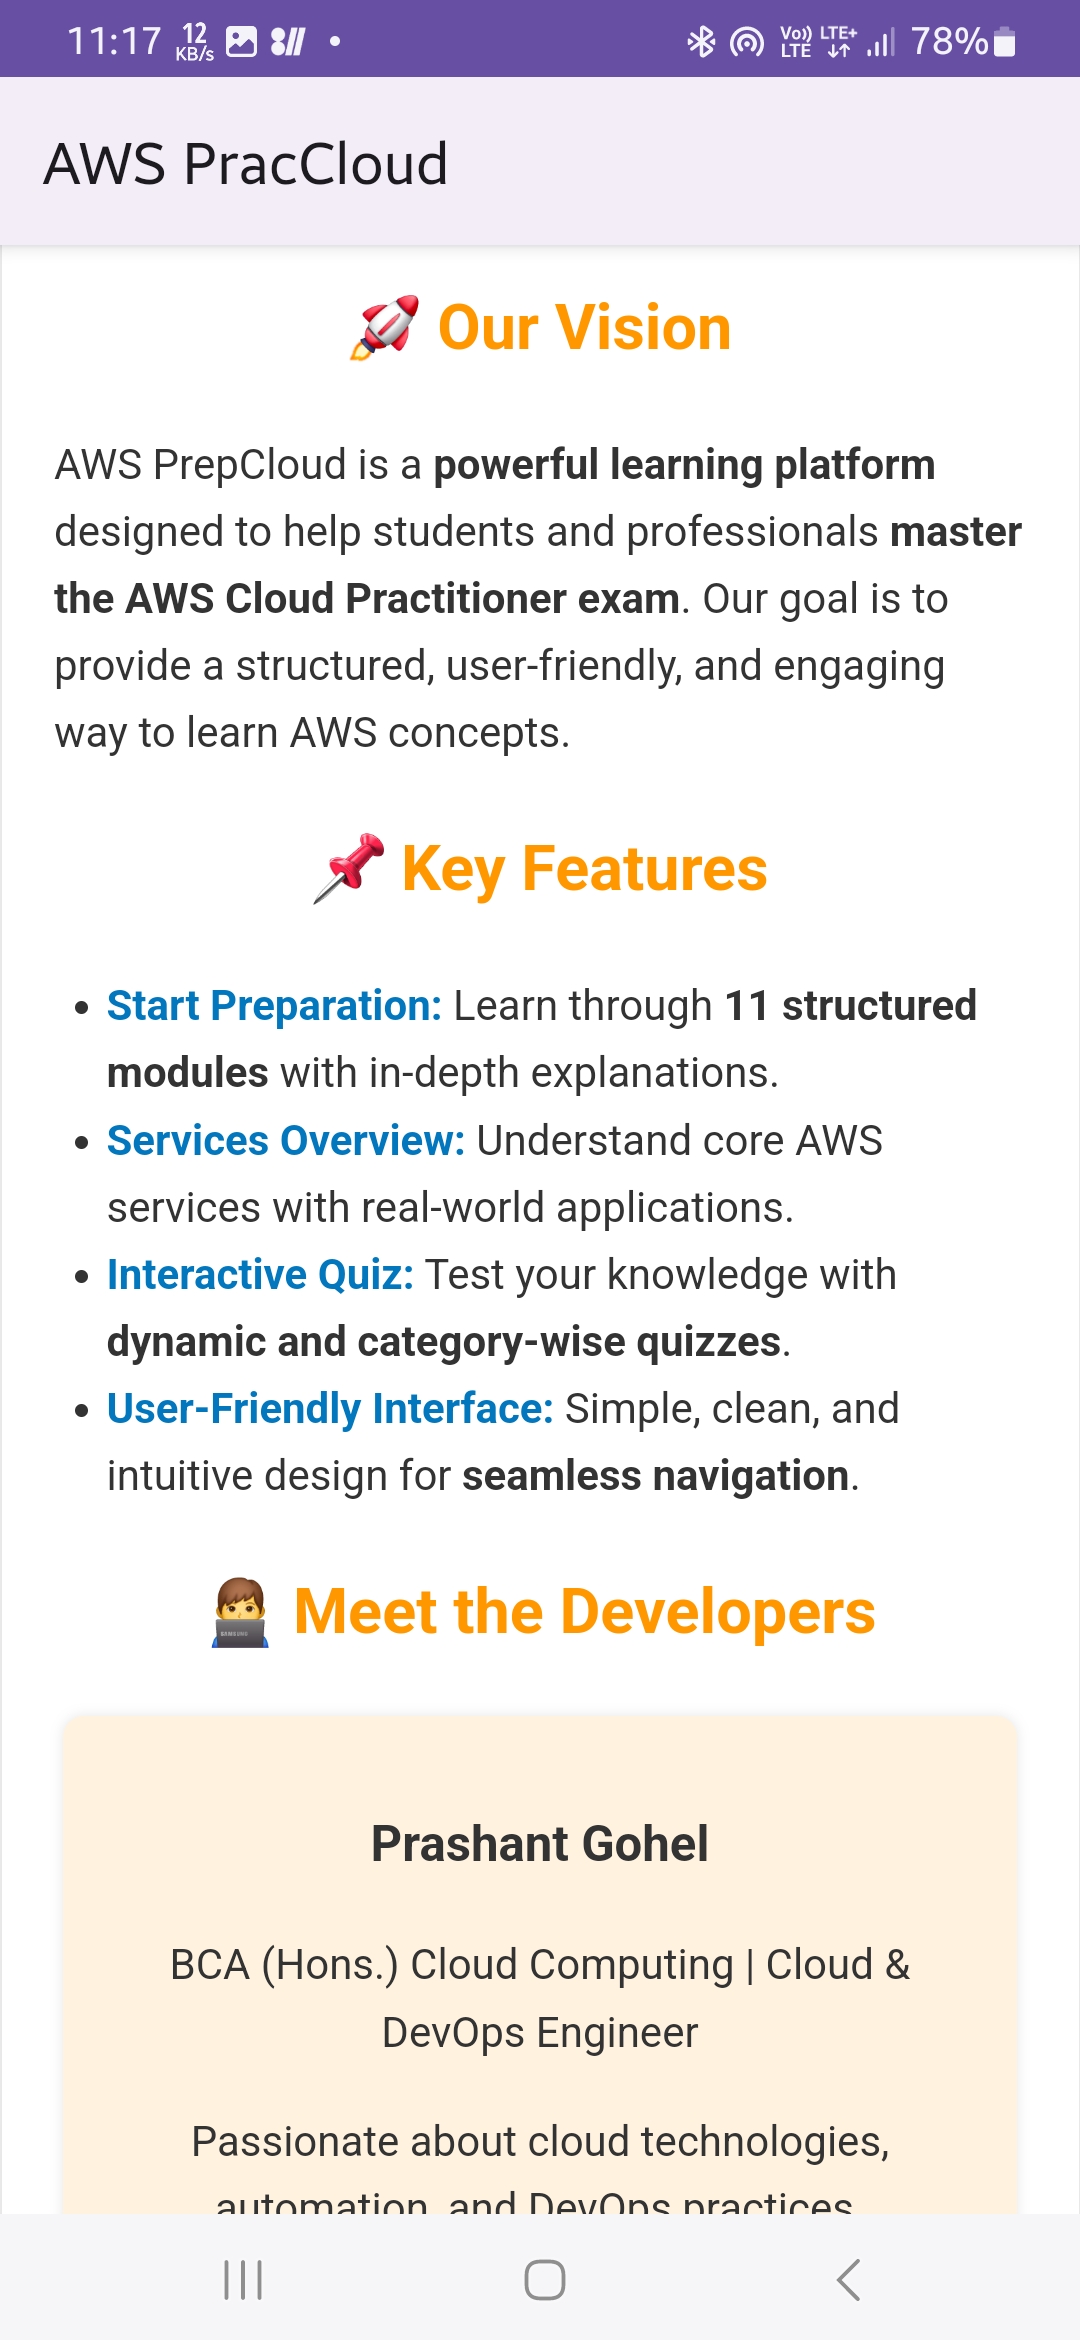 11:17 12 KB/s Vo)) LTE LTE+ 78%
AWS PracCloud
🚀 Our Vision
AWS PrepCloud is a powerful learning platform
designed to help students and professionals master
the AWS Cloud Practitioner exam. Our goal is to
provide a structured, user-friendly, and engaging
way to learn AWS concepts.
📌 Key Features
• Start Preparation: Learn through 11 structured
modules with in-depth explanations.
• Services Overview: Understand core AWS
services with real-world applications.
• Interactive Quiz: Test your knowledge with
dynamic and category-wise quizzes.
• User-Friendly Interface: Simple, clean, and
intuitive design for seamless navigation.
👨‍💻 Meet the Developers
Prashant Gohel
BCA (Hons.) Cloud Computing | Cloud &
DevOps Engineer
Passionate about cloud technologies,
automation, and DevOps practices.